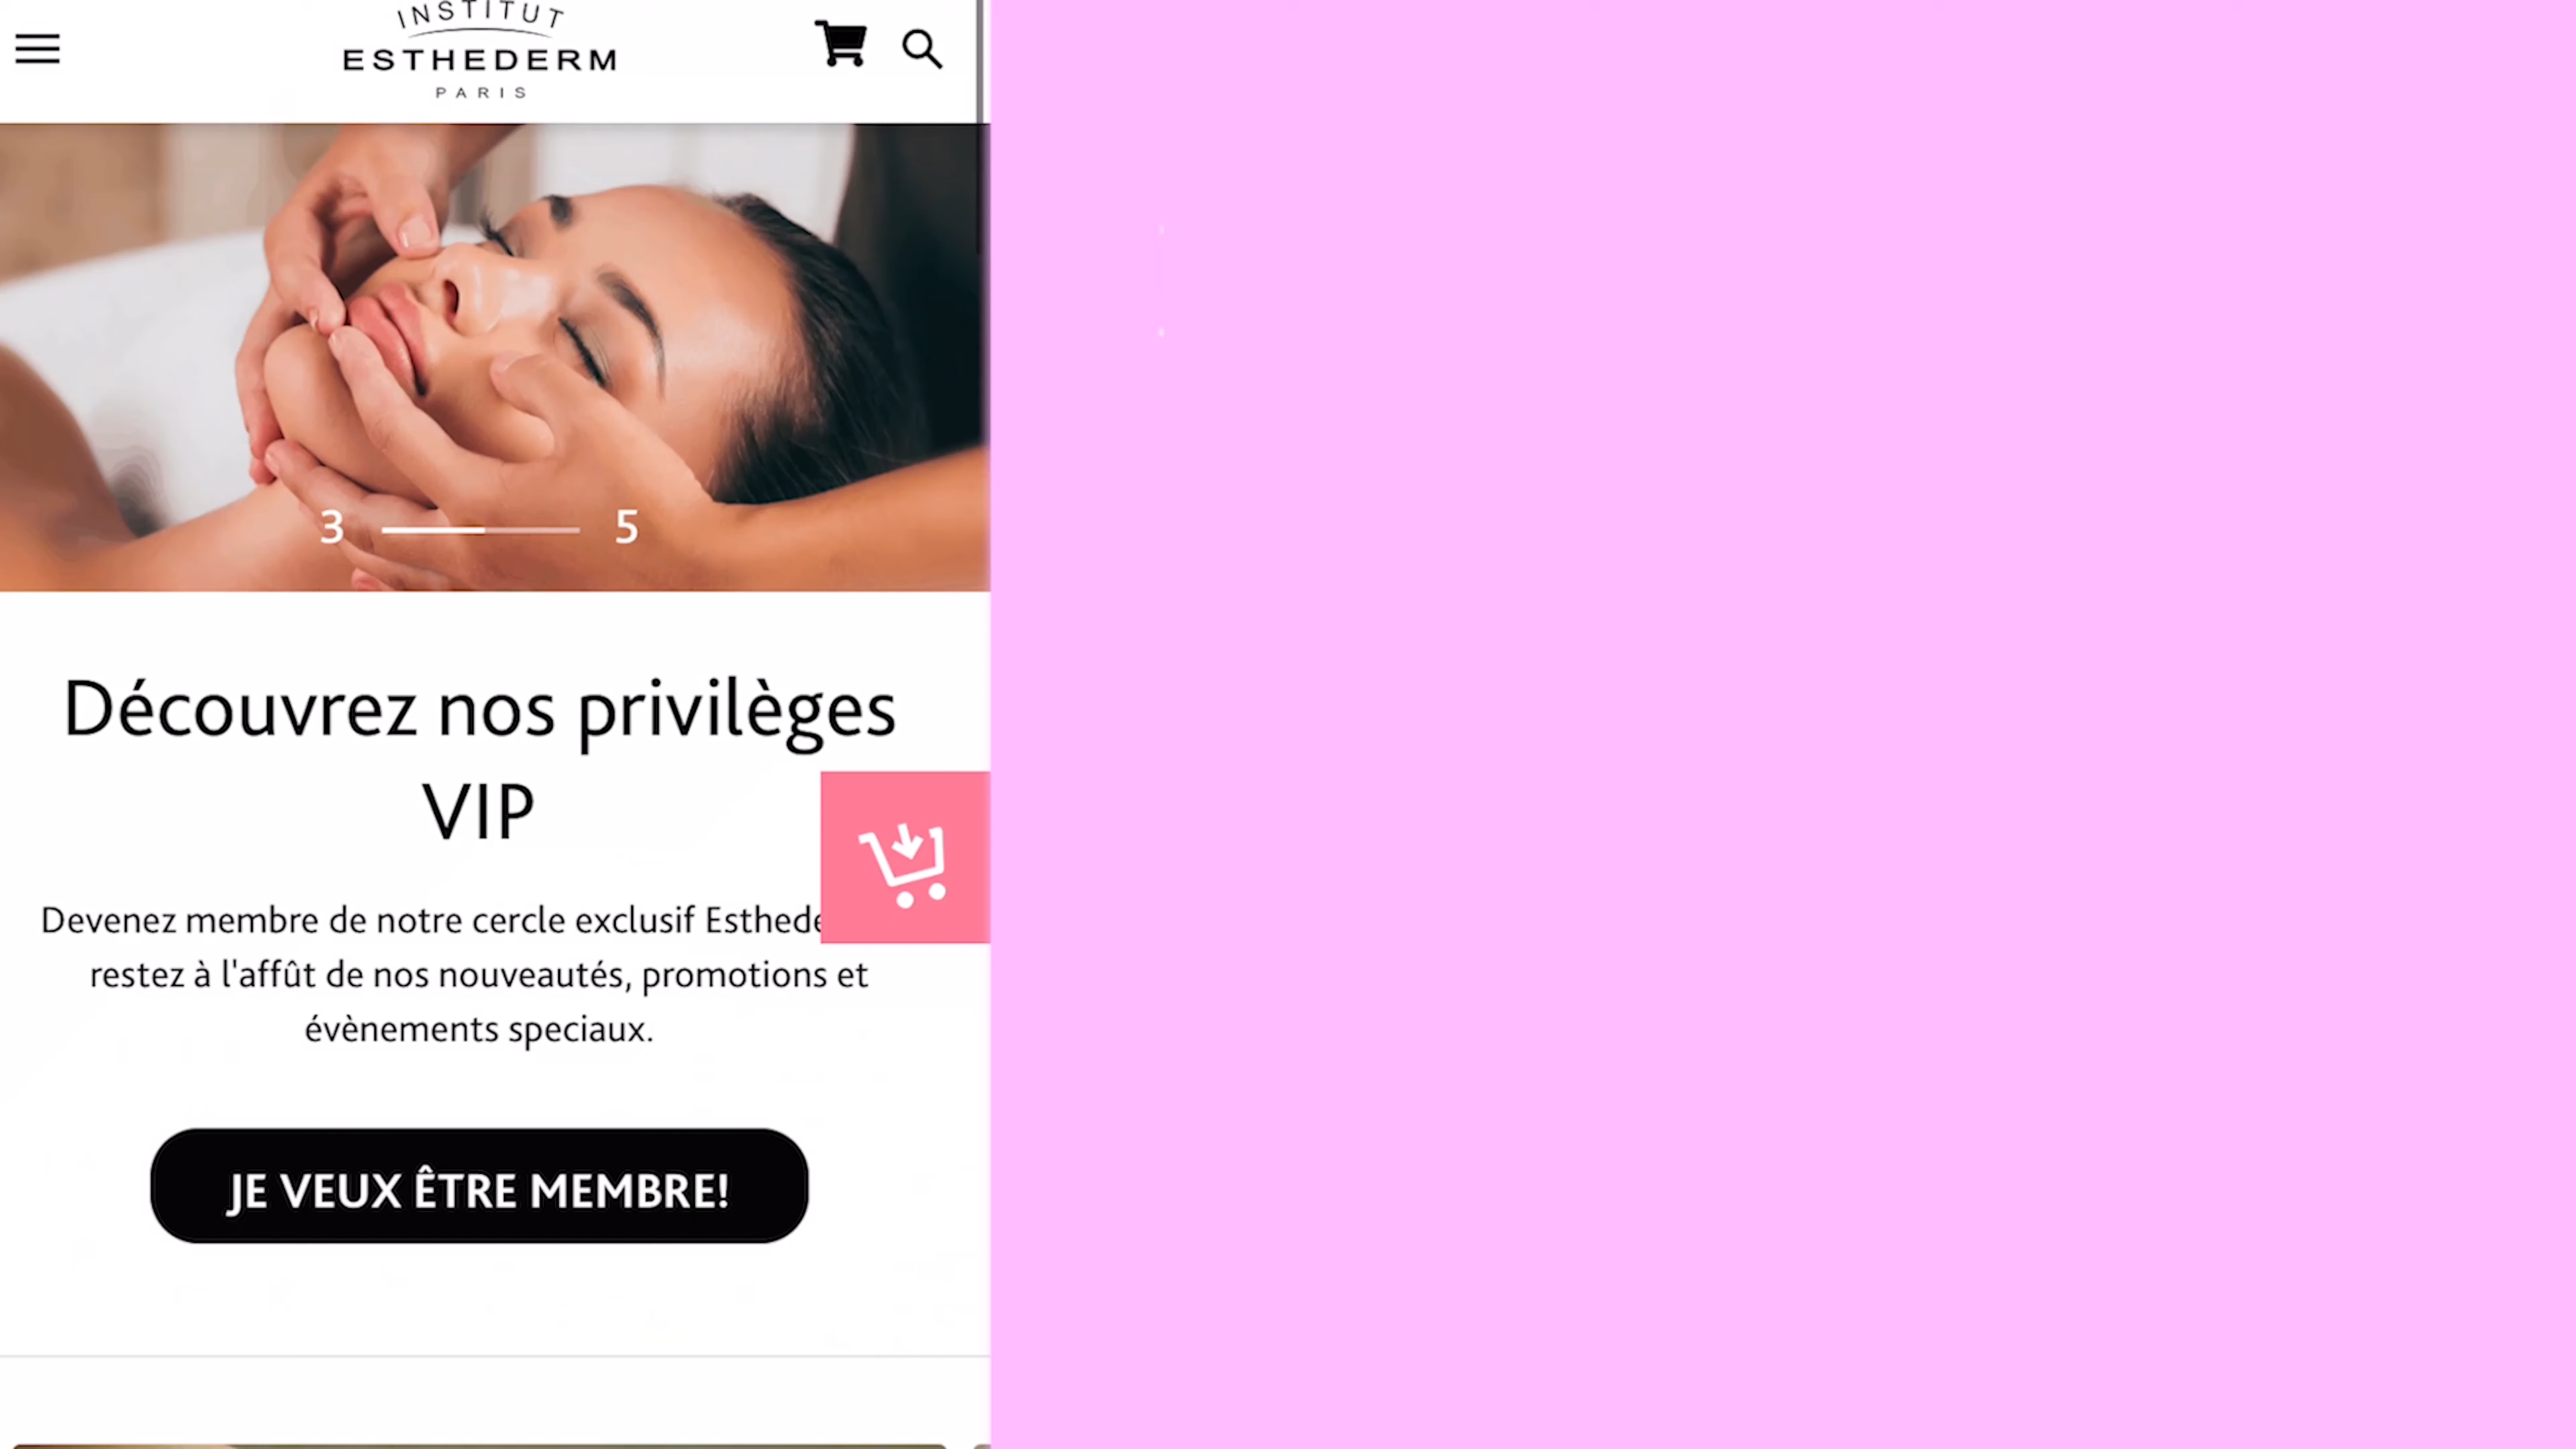 INSTITUT
ESTHEDERM
PARIS
3 5
Découvrez nos privilèges
VIP
Devenez membre de notre cercle exclusif
restez à l'affût de nos nouveautés, promotions et
évènements speciaux.
JE VEUX ÊTRE MEMBRE!